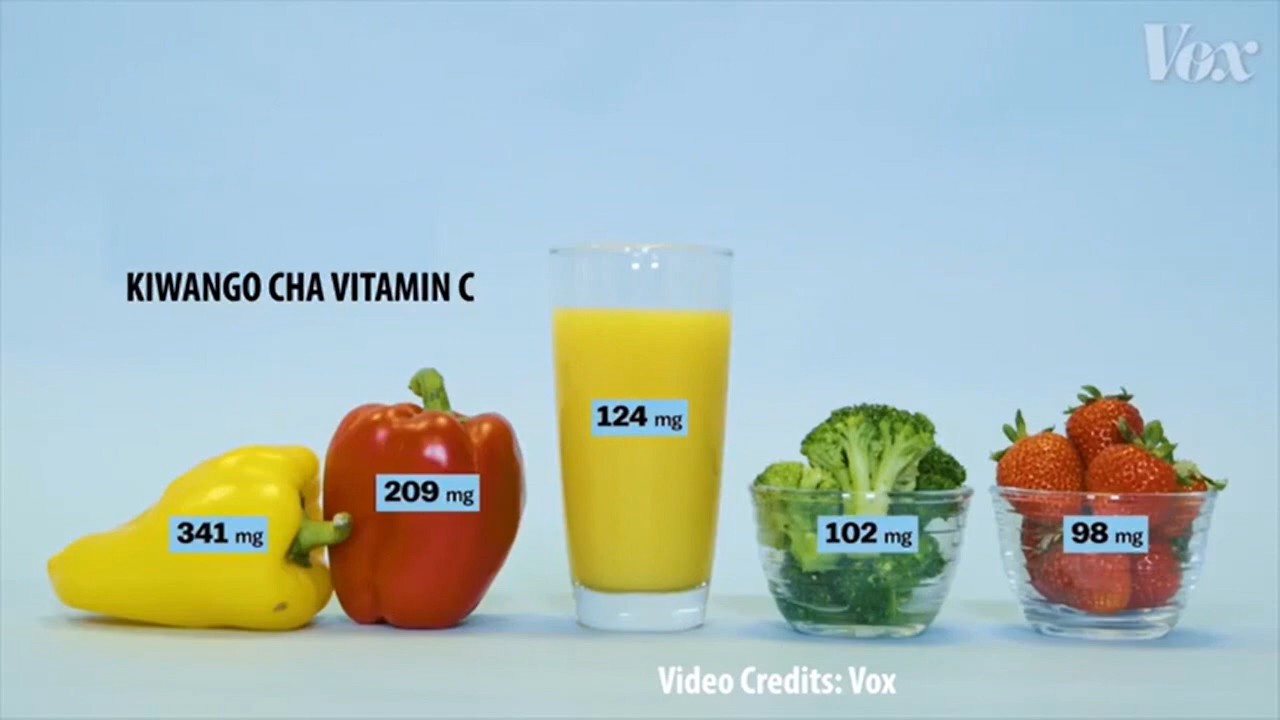 Vox
KIWANGO CHA VITAMIN C
124 mg
209 mg
341 mg
102 mg
98 mg
Video Credits: Vox